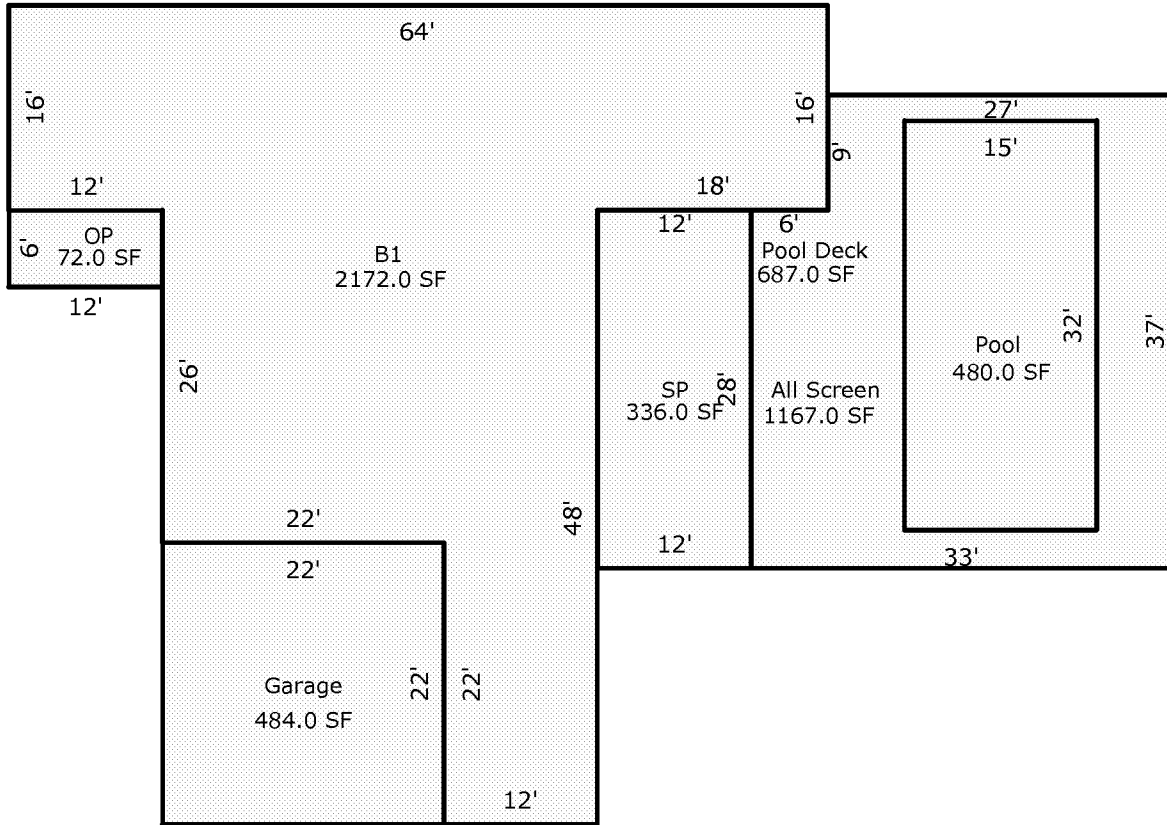 64'
16'
16'
27'
15'
9'
12'
18'
12'
6'
6'
OP
72.0 SF
12'
B1
2172.0 SF
Pool Deck
687.0 SF
26'
32'
37'
Pool
480.0 SF
SP
336.0 SF
28'
All Screen
1167.0 SF
22'
48'
12'
33'
22'
Garage
484.0 SF
22'
22'
12'